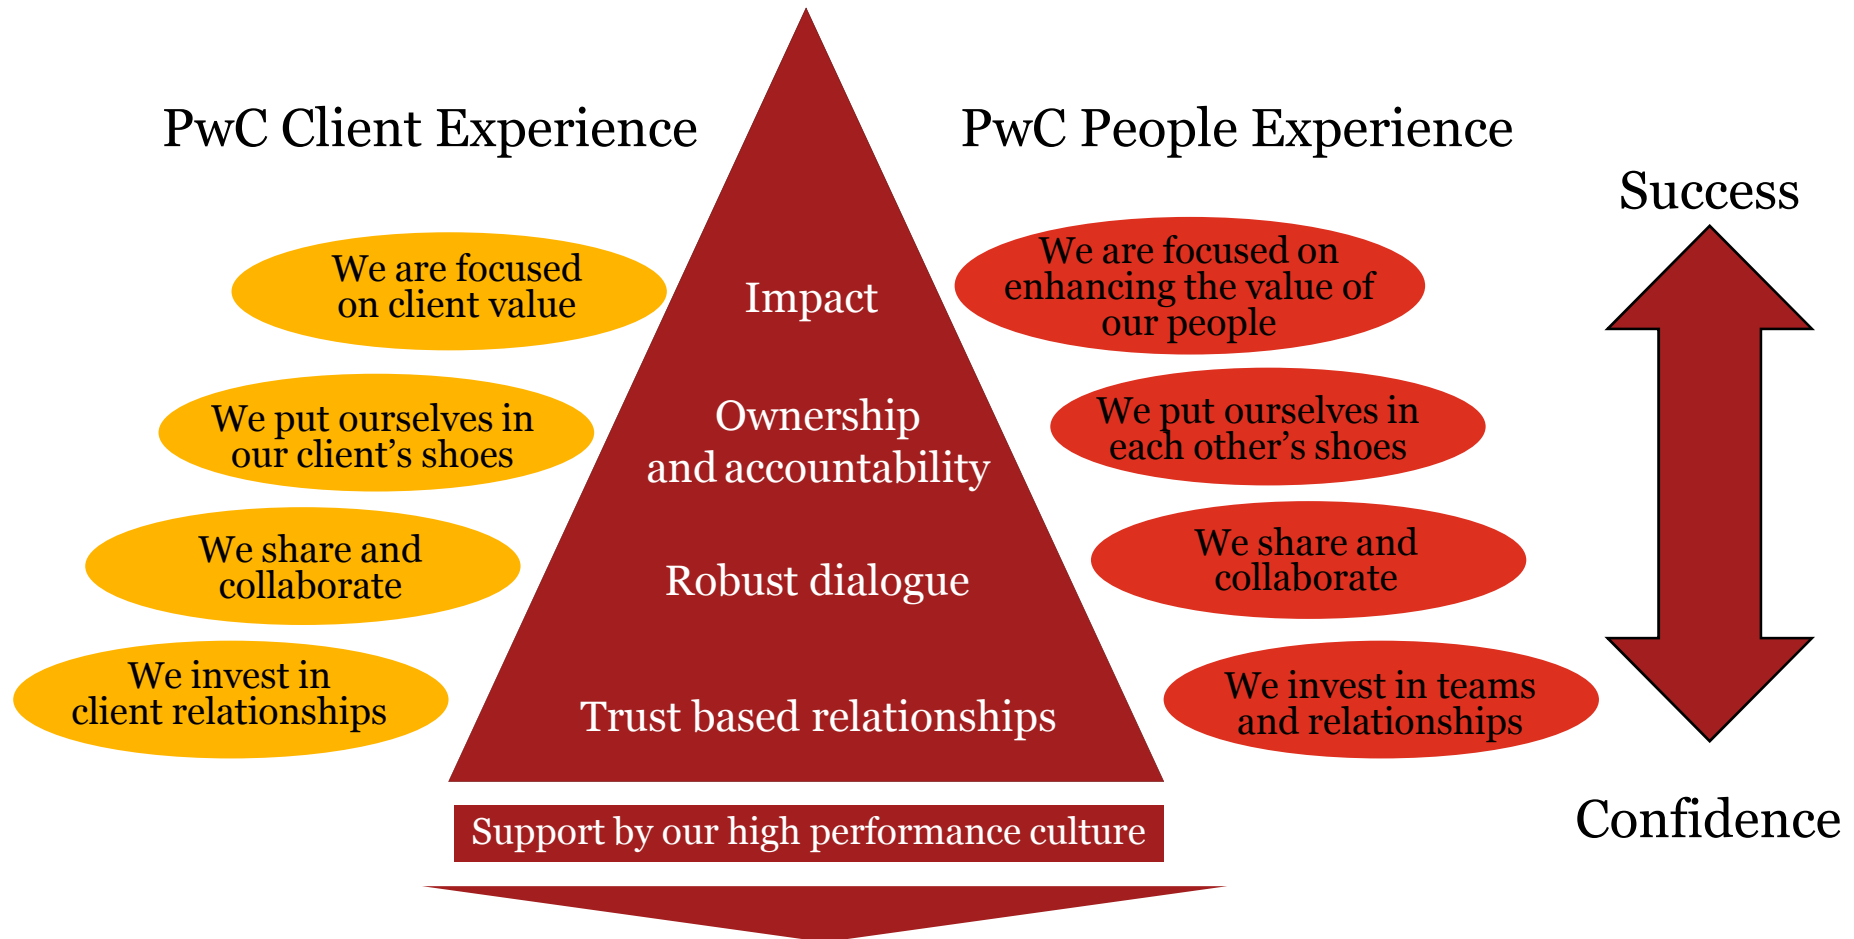 PwC Client Experience
PwC People Experience
Success
We are focused
on client value
Impact
We are focused on
enhancing the value of
our people
We put ourselves in
our client’s shoes
Ownership
and accountability
We put ourselves in
each other’s shoes
We share and
collaborate
Robust dialogue
We share and
collaborate
We invest in
client relationships
Trust based relationships
We invest in teams
and relationships
Confidence
Support by our high performance culture